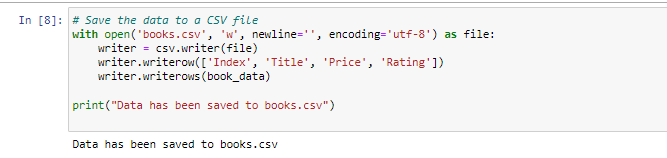 In [8]: # Save the data to a CSV file
with open('books.csv', 'w', newline='', encoding='utf-8') as file:
    writer = csv.writer(file)
    writer.writerow(['Index', 'Title', 'Price', 'Rating'])
    writer.writerows(book_data)

print("Data has been saved to books.csv")

Data has been saved to books.csv